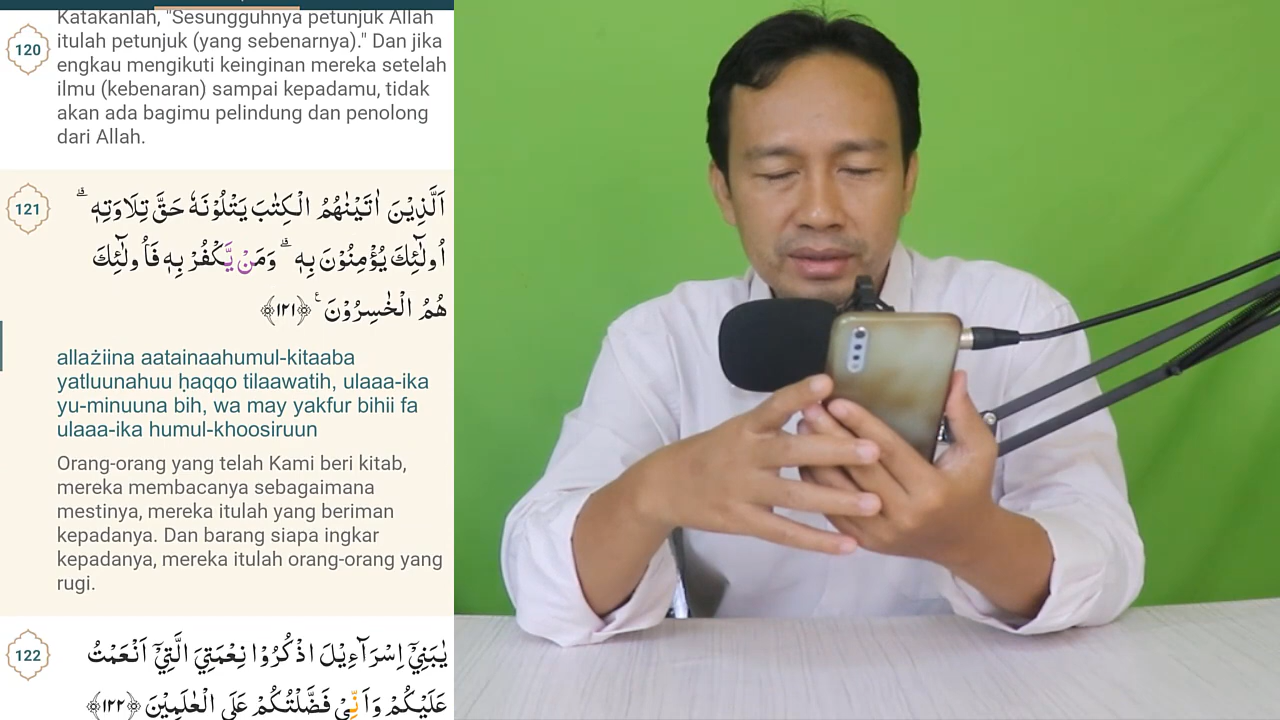 Katakanlah, "Sesungguhnya petunjuk Allah
120
itulah petunjuk (yang sebenarnya)." Dan jika
engkau mengikuti keinginan mereka setelah
ilmu (kebenaran) sampai kepadamu, tidak
akan ada bagimu pelindung dan penolong
dari Allah.
121
اَلَّذِيْنَ اٰتَيْنٰهُمُ الْكِتٰبَ يَتْلُوْنَهٗ حَقَّ تِلَاوَتِهٖۗ
اُولٰۤىِٕكَ يُؤْمِنُوْنَ بِهٖۗ وَمَنْ يَّكْفُرْ بِهٖ فَاُولٰۤىِٕكَ
هُمُ الْخٰسِرُوْنَ ࣖ ﴿١٢١﴾
allażiina aatainaahumul-kitaaba
yatluunahuu ḥaqqo tilaawatih, ulaaa-ika
yu-minuuna bih, wa may yakfur bihii fa
ulaaa-ika humul-khoosiruun
Orang-orang yang telah Kami beri kitab,
mereka membacanya sebagaimana
mestinya, mereka itulah yang beriman
kepadanya. Dan barang siapa ingkar
kepadanya, mereka itulah orang-orang yang
rugi.
122
يٰبَنِيْٓ اِسْرَاۤءِيْلَ اذْكُرُوْا نِعْمَتِيَ الَّتِيْٓ اَنْعَمْتُ
عَلَيْكُمْ وَاَنِّيْ فَضَّلْتُكُمْ عَلَى الْعٰلَمِيْنَ ﴿١٢٢﴾